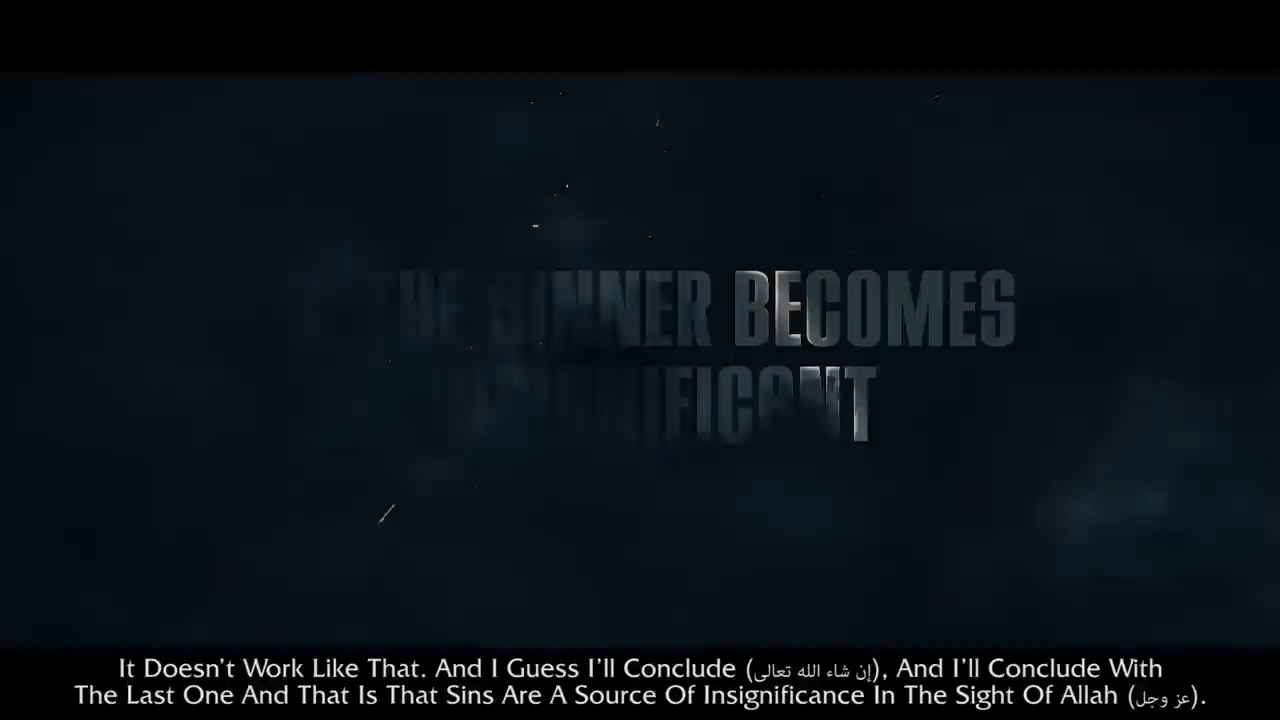 THE SINNER BECOMES
INSIGNIFICANT
It Doesn't Work Like That. And I Guess I'll Conclude (إن شاء الله تعالى), And I'll Conclude With
The Last One And That Is That Sins Are A Source Of Insignificance In The Sight Of Allah (عز وجل).